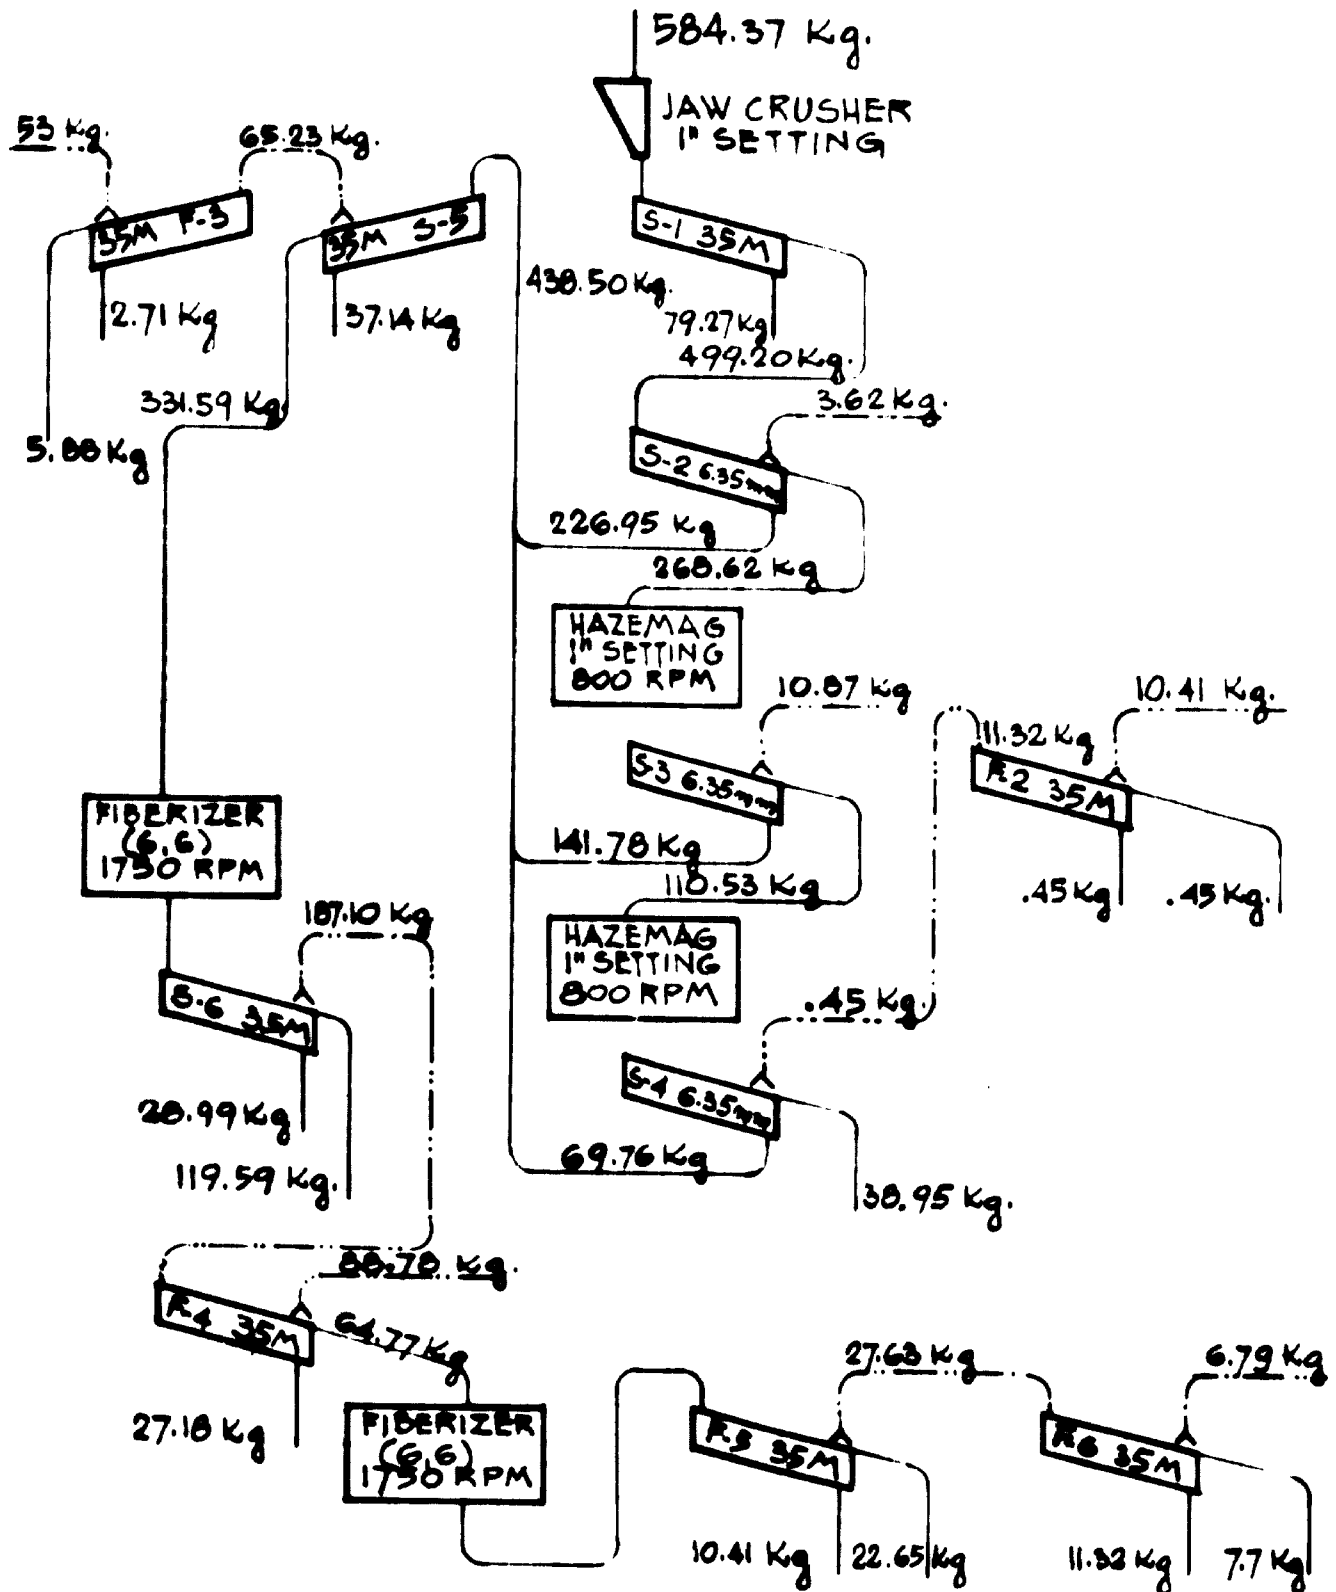 584.37 Kg.
JAW CRUSHER
1" SETTING
53 Kg.
65.23 Kg.
35M F-3
35M S-5
S-1 35M
438.50 Kg.
2.71 Kg
37.14 Kg
79.27 Kg
499.20 Kg.
331.59 Kg
3.62 Kg.
5.88 Kg
S-2 6.35mm
226.95 Kg
268.62 Kg
HAZEMAG
1" SETTING
800 RPM
10.87 Kg
10.41 Kg.
11.32 Kg
S-3 6.35mm
R-2 35M
FIBERIZER
(6,6)
1750 RPM
141.78 Kg
110.53 Kg
.45 Kg
.45 Kg.
187.10 Kg
HAZEMAG
1" SETTING
800 RPM
S-6 35M
.45 Kg.
S-4 6.35mm
28.99 Kg
69.76 Kg
119.59 Kg.
38.95 Kg.
88.78 Kg.
R-4 35M
64.77 Kg
27.63 Kg
6.79 Kg
27.18 Kg
FIBERIZER
(6,6)
1750 RPM
R-5 35M
R-6 35M
10.41 Kg
22.65 Kg
11.32 Kg
7.7 Kg